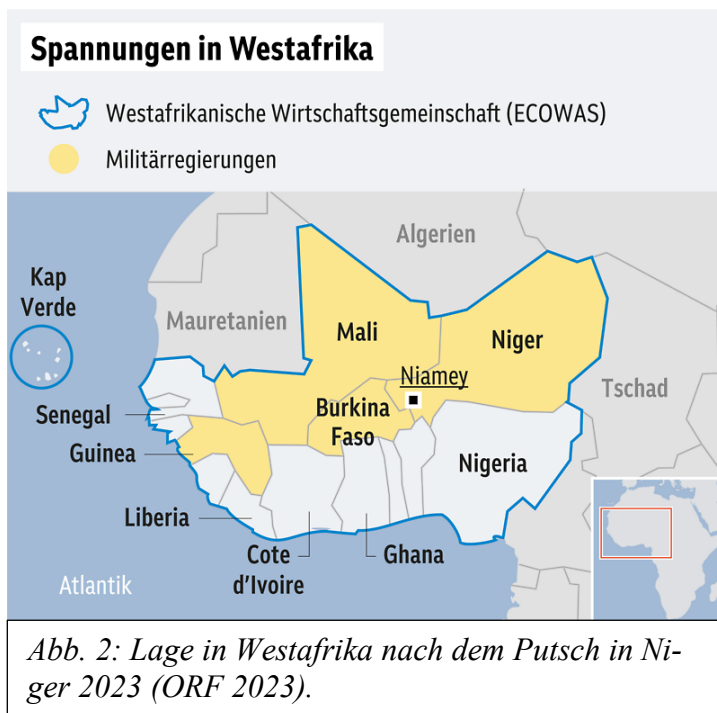 Spannungen in Westafrika
Westafrikanische Wirtschaftsgemeinschaft (ECOWAS)
Militärregierungen
Algerien
Kap
Verde
Mauretanien
Mali
Niger
Niamey
Tschad
Senegal
Burkina
Faso
Guinea
Nigeria
Liberia
Cote
d'Ivoire
Ghana
Atlantik
Abb. 2: Lage in Westafrika nach dem Putsch in Ni-
ger 2023 (ORF 2023).